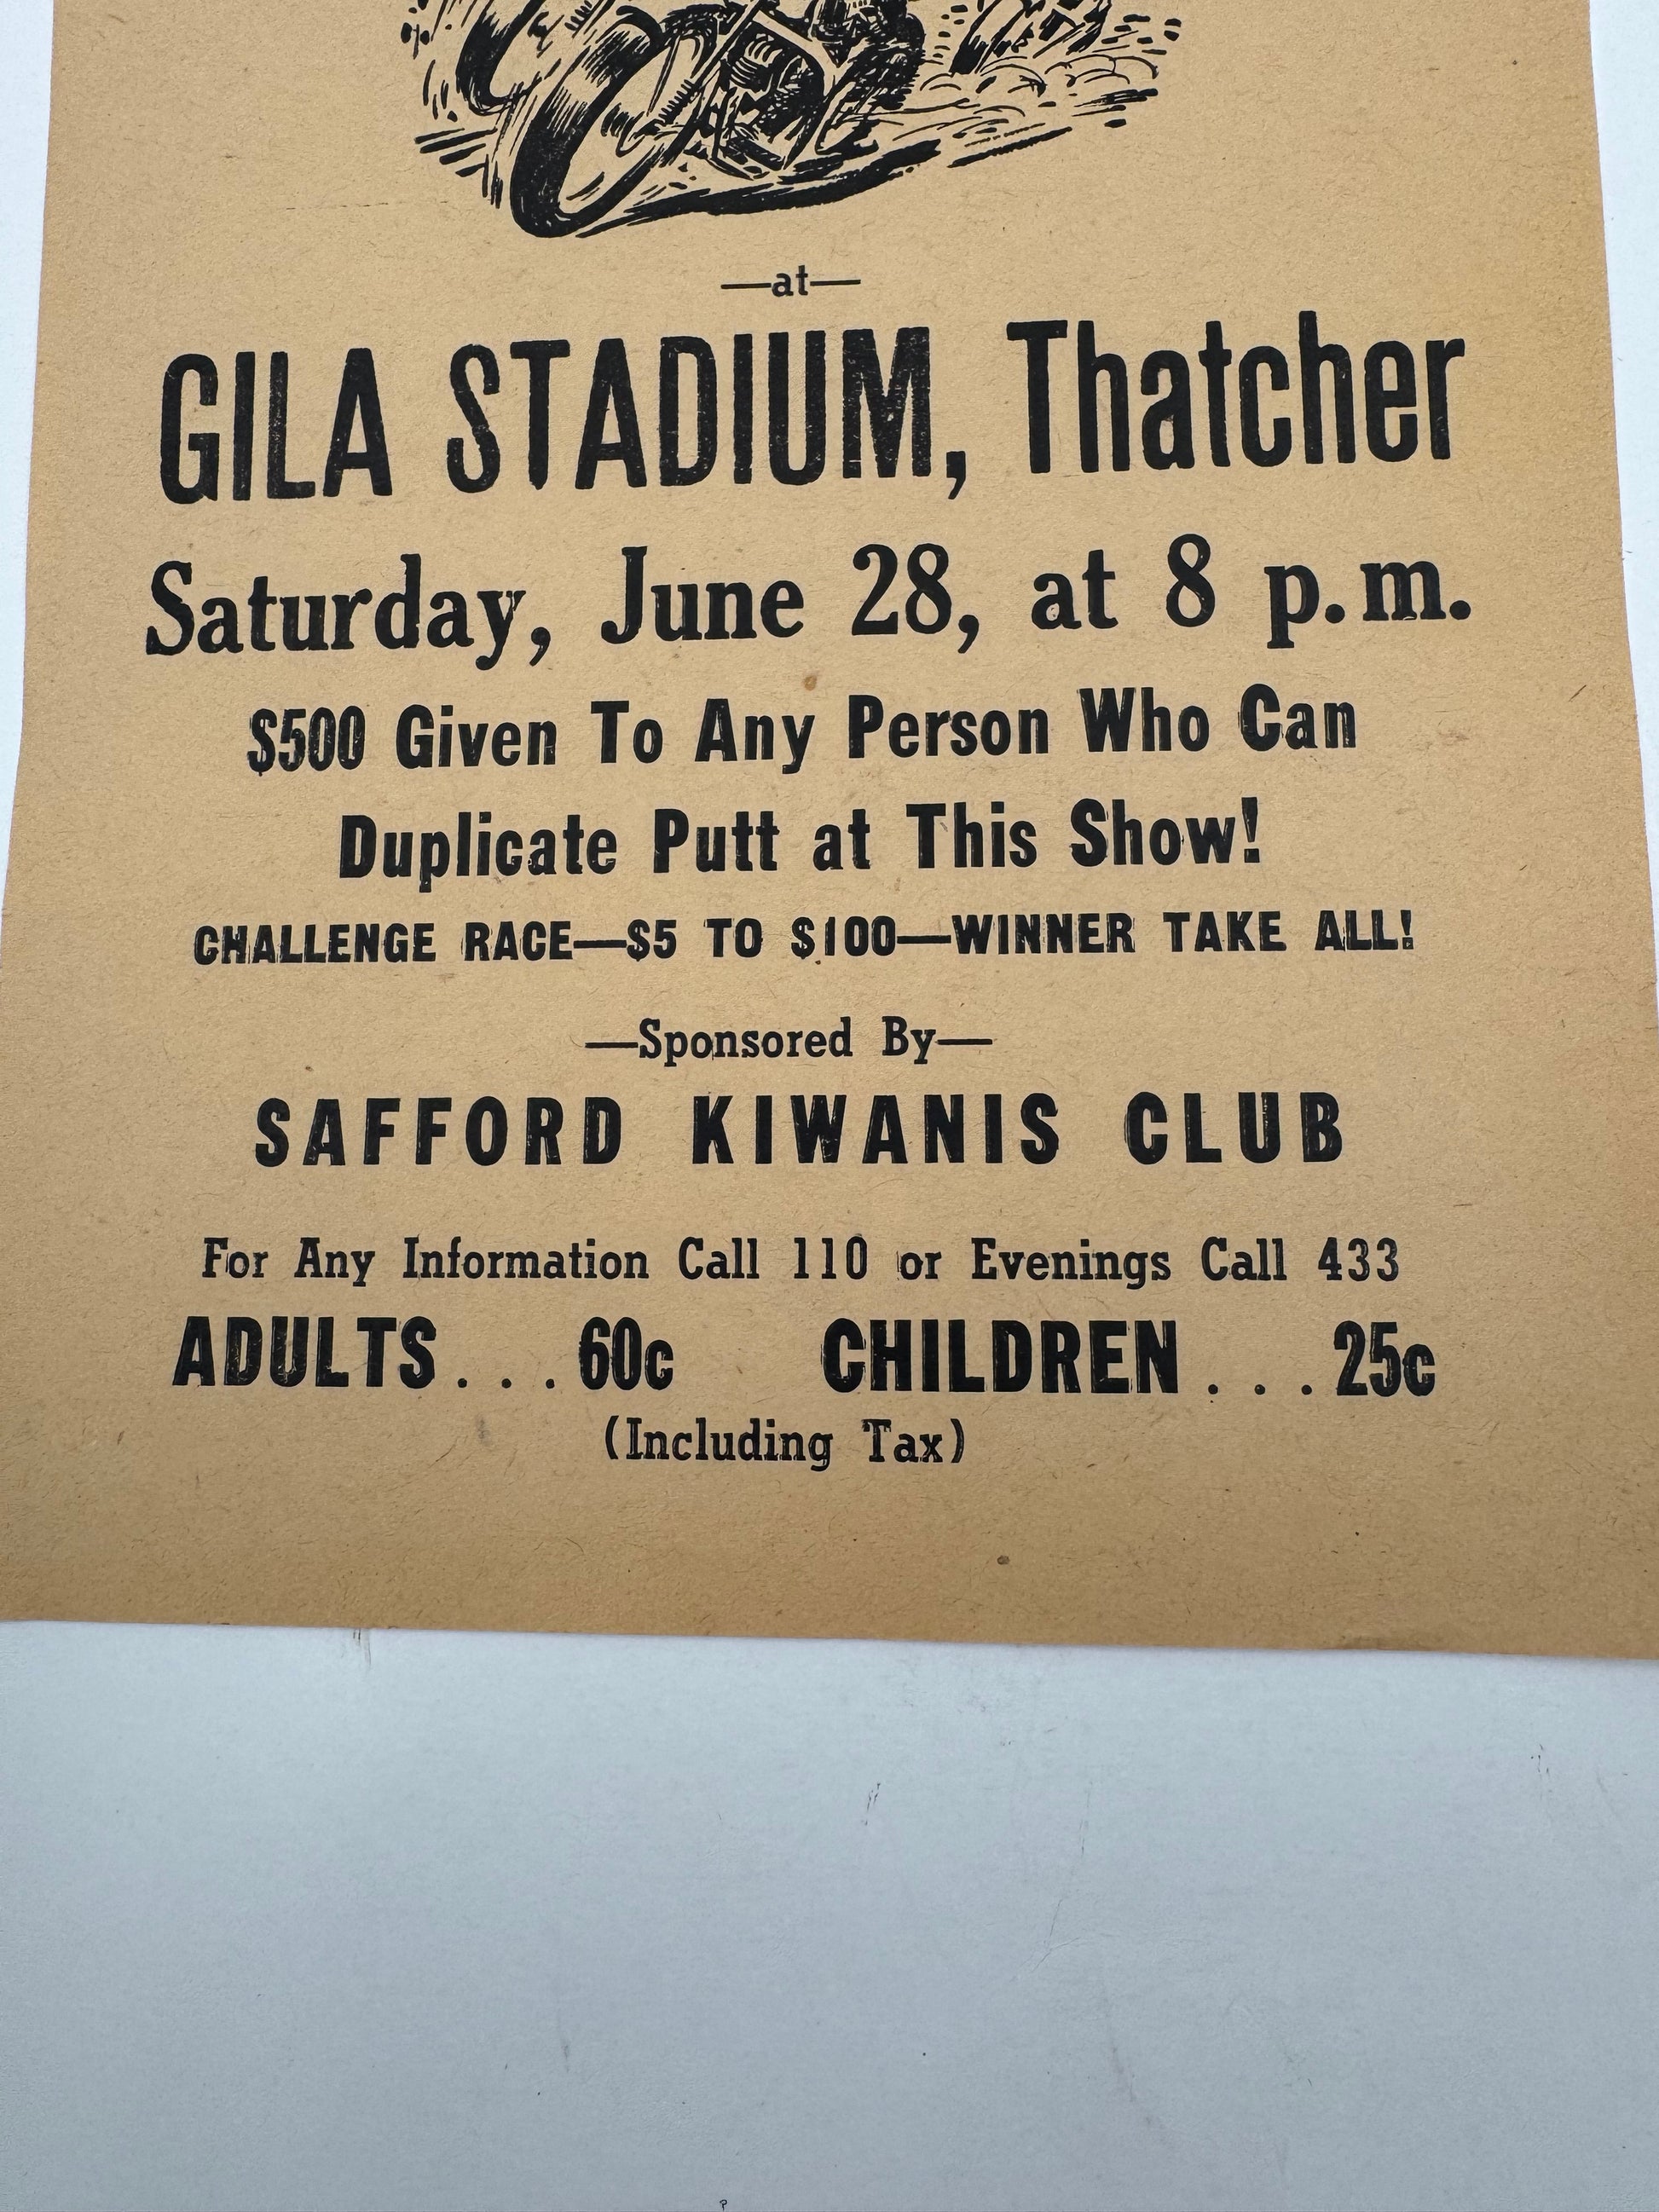 —at—
GILA STADIUM, Thatcher
Saturday, June 28, at 8 p.m.
$500 Given To Any Person Who Can
Duplicate Putt at This Show!
CHALLENGE RACE—$5 TO $100—WINNER TAKE ALL!
—Sponsored By—
SAFFORD KIWANIS CLUB
For Any Information Call 110 or Evenings Call 433
ADULTS . . . 60c CHILDREN . . . 25c
(Including Tax)